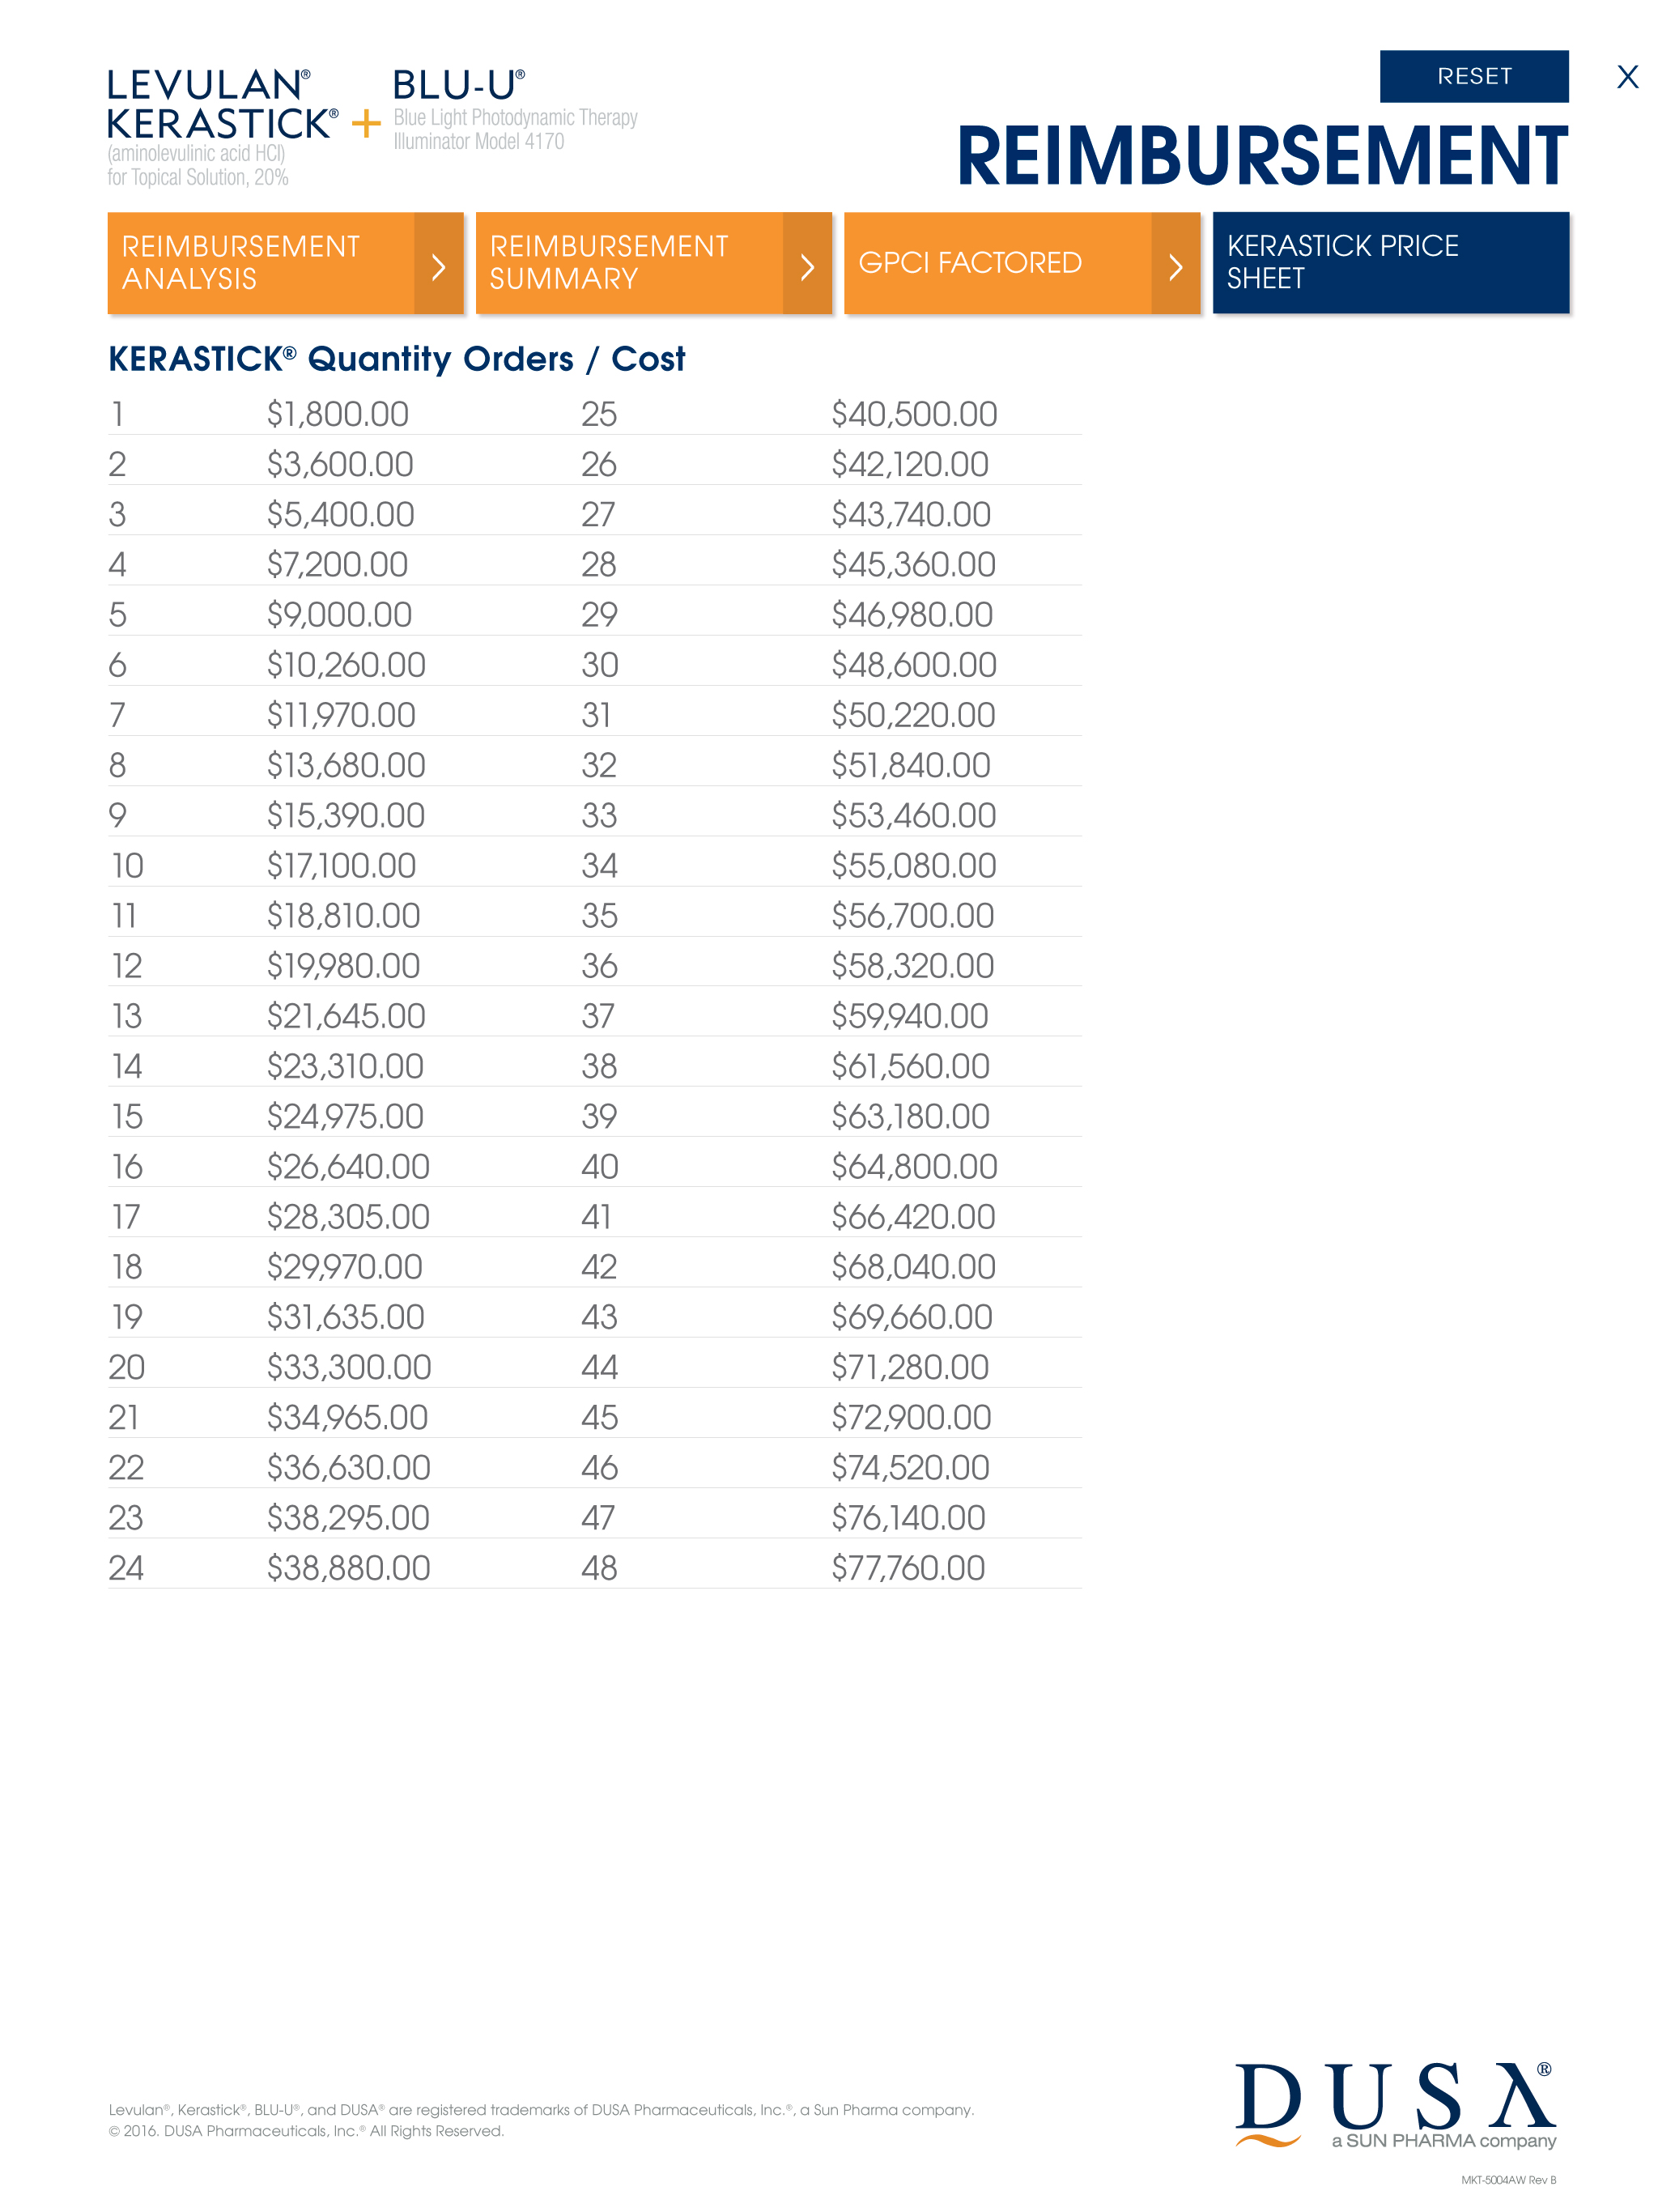 LEVULAN®
KERASTICK® +
(aminolevulinic acid HCl)
for Topical Solution, 20%
BLU-U®
Blue Light Photodynamic Therapy
Illuminator Model 4170
RESET
X
REIMBURSEMENT
REIMBURSEMENT
ANALYSIS
REIMBURSEMENT
SUMMARY
GPCI FACTORED
KERASTICK PRICE
SHEET
KERASTICK® Quantity Orders / Cost
1 $1,800.00 25 $40,500.00
2 $3,600.00 26 $42,120.00
3 $5,400.00 27 $43,740.00
4 $7,200.00 28 $45,360.00
5 $9,000.00 29 $46,980.00
6 $10,260.00 30 $48,600.00
7 $11,970.00 31 $50,220.00
8 $13,680.00 32 $51,840.00
9 $15,390.00 33 $53,460.00
10 $17,100.00 34 $55,080.00
11 $18,810.00 35 $56,700.00
12 $19,980.00 36 $58,320.00
13 $21,645.00 37 $59,940.00
14 $23,310.00 38 $61,560.00
15 $24,975.00 39 $63,180.00
16 $26,640.00 40 $64,800.00
17 $28,305.00 41 $66,420.00
18 $29,970.00 42 $68,040.00
19 $31,635.00 43 $69,660.00
20 $33,300.00 44 $71,280.00
21 $34,965.00 45 $72,900.00
22 $36,630.00 46 $74,520.00
23 $38,295.00 47 $76,140.00
24 $38,880.00 48 $77,760.00
Levulan®, Kerastick®, BLU-U®, and DUSA® are registered trademarks of DUSA Pharmaceuticals, Inc.®, a Sun Pharma company.
© 2016. DUSA Pharmaceuticals, Inc.® All Rights Reserved.
DUSA®
a SUN PHARMA company
MKT-5004AW Rev B